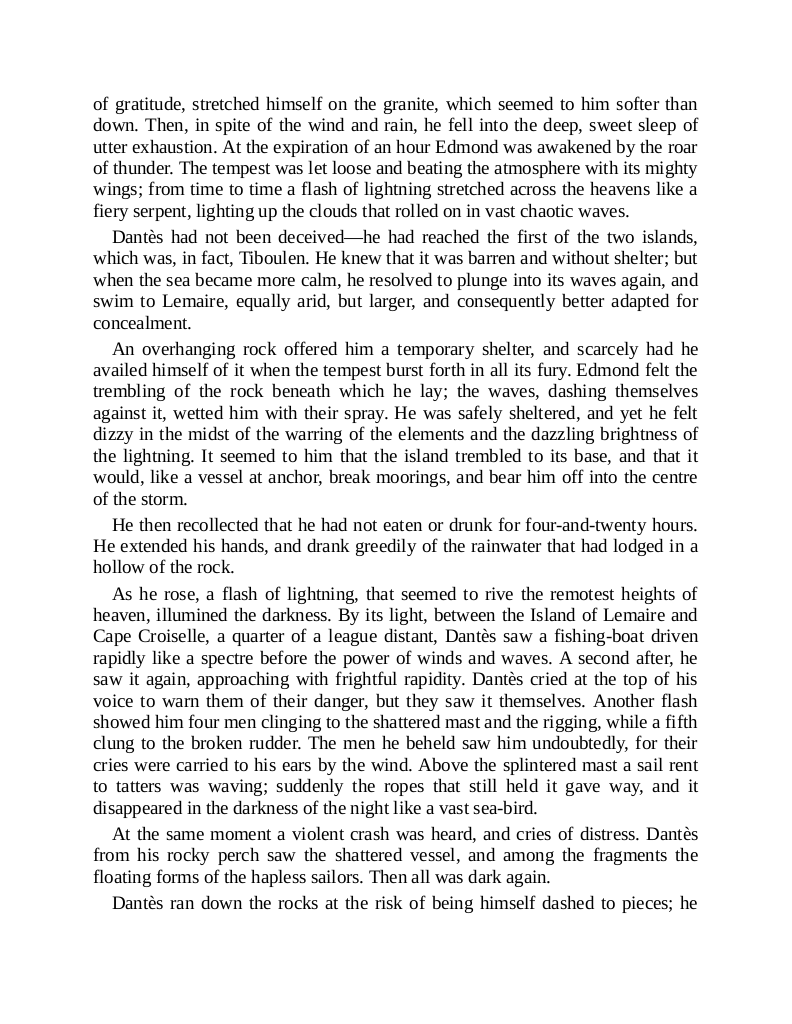 of gratitude, stretched himself on the granite, which seemed to him softer than
down. Then, in spite of the wind and rain, he fell into the deep, sweet sleep of
utter exhaustion. At the expiration of an hour Edmond was awakened by the roar
of thunder. The tempest was let loose and beating the atmosphere with its mighty
wings; from time to time a flash of lightning stretched across the heavens like a
fiery serpent, lighting up the clouds that rolled on in vast chaotic waves.
Dantès had not been deceived—he had reached the first of the two islands,
which was, in fact, Tiboulen. He knew that it was barren and without shelter; but
when the sea became more calm, he resolved to plunge into its waves again, and
swim to Lemaire, equally arid, but larger, and consequently better adapted for
concealment.
An overhanging rock offered him a temporary shelter, and scarcely had he
availed himself of it when the tempest burst forth in all its fury. Edmond felt the
trembling of the rock beneath which he lay; the waves, dashing themselves
against it, wetted him with their spray. He was safely sheltered, and yet he felt
dizzy in the midst of the warring of the elements and the dazzling brightness of
the lightning. It seemed to him that the island trembled to its base, and that it
would, like a vessel at anchor, break moorings, and bear him off into the centre
of the storm.
He then recollected that he had not eaten or drunk for four-and-twenty hours.
He extended his hands, and drank greedily of the rainwater that had lodged in a
hollow of the rock.
As he rose, a flash of lightning, that seemed to rive the remotest heights of
heaven, illumined the darkness. By its light, between the Island of Lemaire and
Cape Croiselle, a quarter of a league distant, Dantès saw a fishing-boat driven
rapidly like a spectre before the power of winds and waves. A second after, he
saw it again, approaching with frightful rapidity. Dantès cried at the top of his
voice to warn them of their danger, but they saw it themselves. Another flash
showed him four men clinging to the shattered mast and the rigging, while a fifth
clung to the broken rudder. The men he beheld saw him undoubtedly, for their
cries were carried to his ears by the wind. Above the splintered mast a sail rent
to tatters was waving; suddenly the ropes that still held it gave way, and it
disappeared in the darkness of the night like a vast sea-bird.
At the same moment a violent crash was heard, and cries of distress. Dantès
from his rocky perch saw the shattered vessel, and among the fragments the
floating forms of the hapless sailors. Then all was dark again.
Dantès ran down the rocks at the risk of being himself dashed to pieces; he